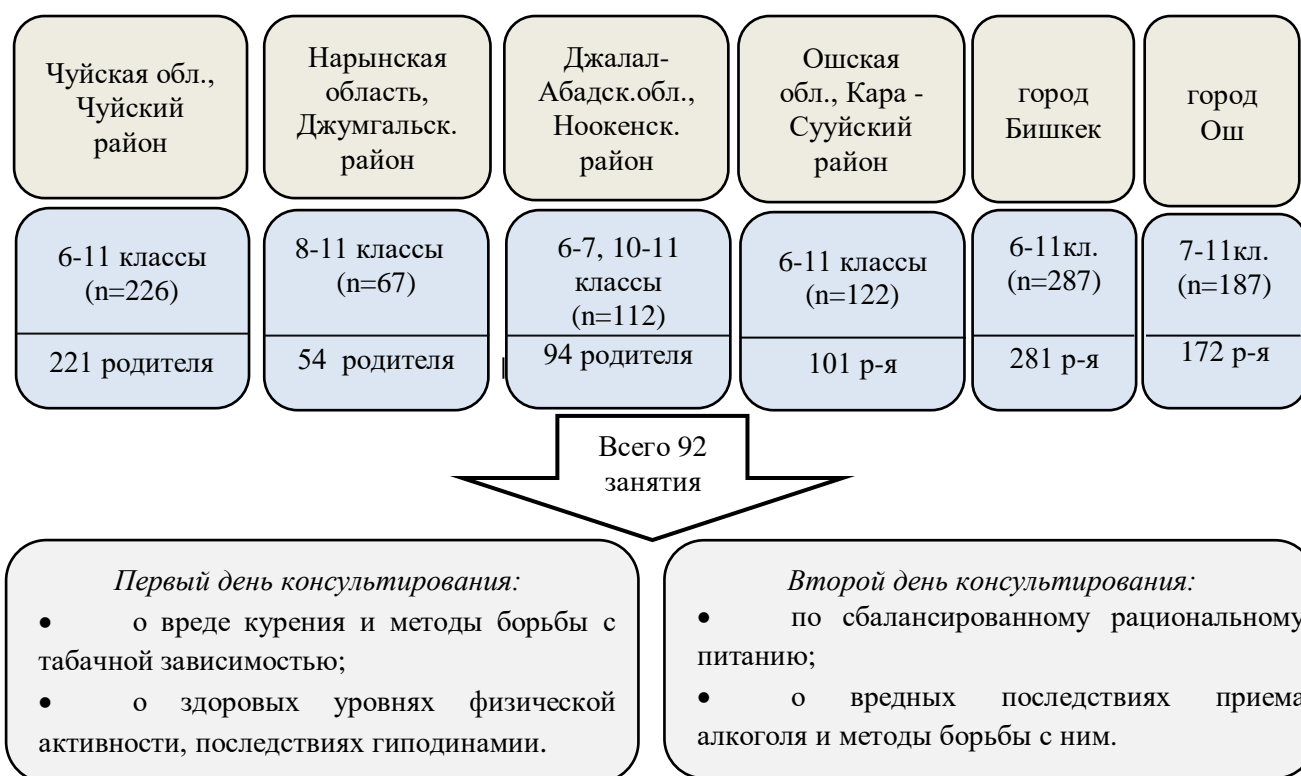 Чуйская обл.,
Чуйский
район
Нарынская
область,
Джумгальск.
район
Джалал-
Абадск.обл.,
Ноокенск.
район
Ошская
обл., Кара -
Сууйский
район
город
Бишкек
город
Ош
6-11 классы
(n=226)
221 родителя
8-11 классы
(n=67)
54 родителя
6-7, 10-11
классы
(n=112)
94 родителя
6-11 классы
(n=122)
101 р-я
6-11кл.
(n=287)
281 р-я
7-11кл.
(n=187)
172 р-я
Всего 92
занятия
Первый день консультирования:
• о вреде курения и методы борьбы с
табачной зависимостью;
• о здоровых уровнях физической
активности, последствиях гиподинамии.
Второй день консультирования:
• по сбалансированному рациональному
питанию;
• о вредных последствиях приема
алкоголя и методы борьбы с ним.